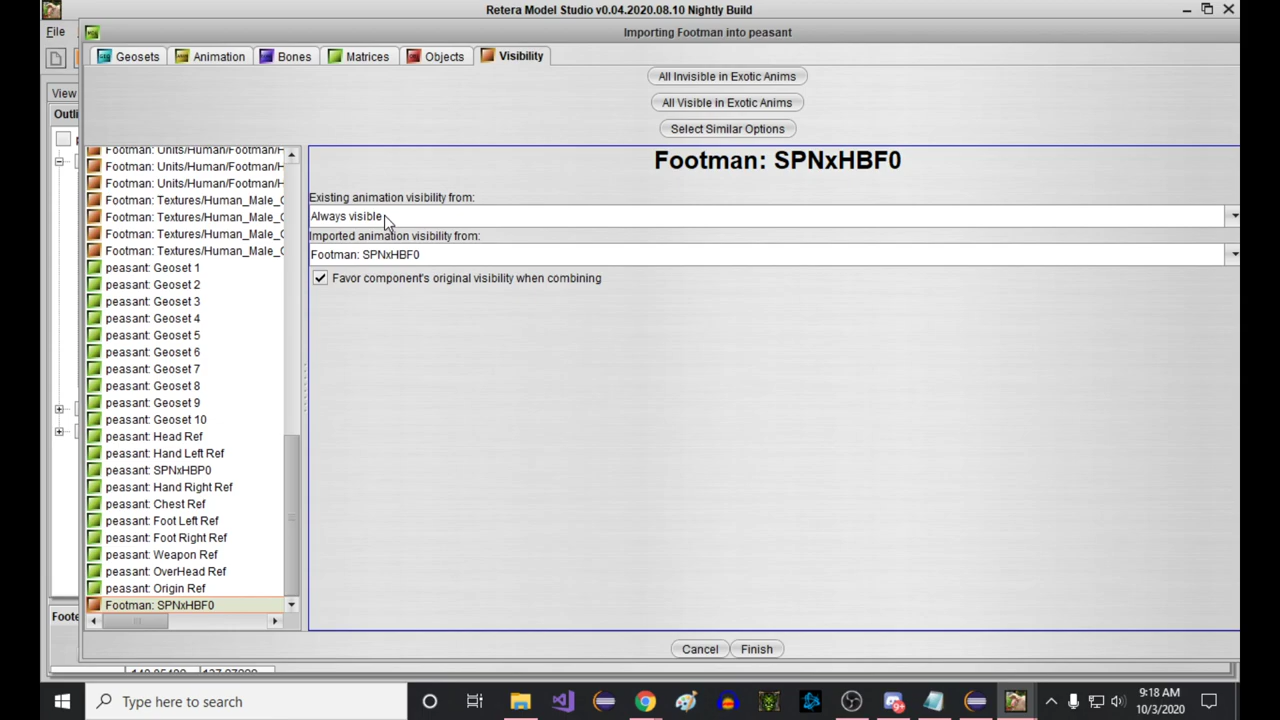 Retera Model Studio v0.04.2020.08.10 Nightly Build
File
Importing Footman into peasant
Geosets Animation Bones Matrices Objects Visibility
All Invisible in Exotic Anims
All Visible in Exotic Anims
Select Similar Options
View
Outli
Footman: Units/Human/Footman/H
Footman: Units/Human/Footman/H
Footman: Units/Human/Footman/H
Footman: Textures/Human_Male_C
Footman: Textures/Human_Male_C
Footman: Textures/Human_Male_C
Footman: Textures/Human_Male_C
peasant: Geoset 1
peasant: Geoset 2
peasant: Geoset 3
peasant: Geoset 4
peasant: Geoset 5
peasant: Geoset 6
peasant: Geoset 7
peasant: Geoset 8
peasant: Geoset 9
peasant: Geoset 10
peasant: Head Ref
peasant: Hand Left Ref
peasant: SPNxHBP0
peasant: Hand Right Ref
peasant: Chest Ref
peasant: Foot Left Ref
peasant: Foot Right Ref
peasant: Weapon Ref
peasant: OverHead Ref
peasant: Origin Ref
Footman: SPNxHBF0
Footman: SPNxHBF0
Existing animation visibility from:
Always visible
Imported animation visibility from:
Footman: SPNxHBF0
Favor component's original visibility when combining
Foote
Cancel Finish
Type here to search
9:18 AM
10/3/2020